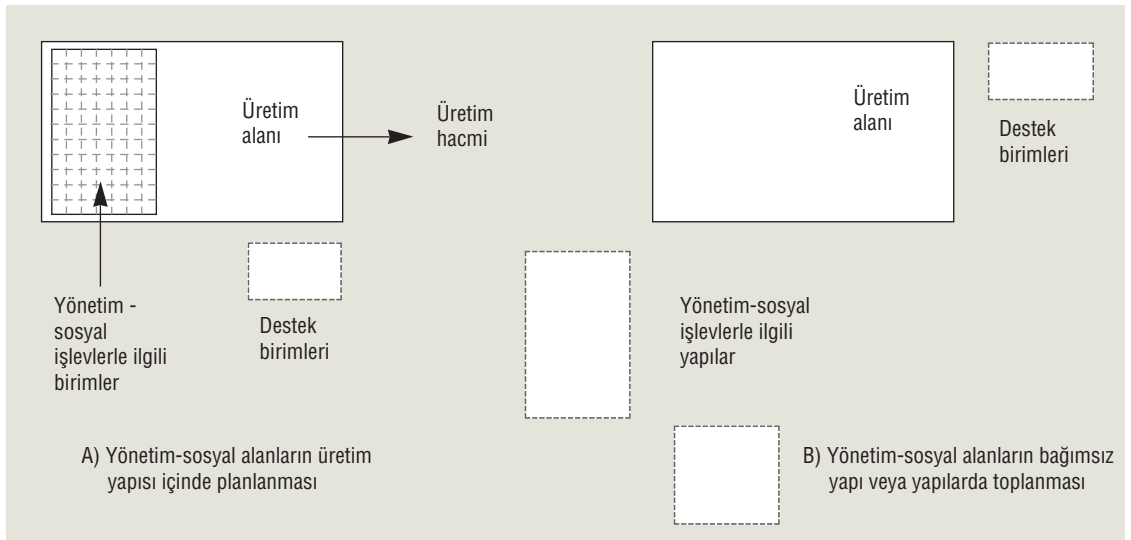 Üretim
alanı
Üretim
hacmi
Yönetim -
sosyal
işlevlerle ilgili
birimler
Destek
birimleri
A) Yönetim-sosyal alanların üretim
yapısı içinde planlanması
Üretim
alanı
Destek
birimleri
Yönetim-sosyal
işlevlerle ilgili
yapılar
B) Yönetim-sosyal alanların bağımsız
yapı veya yapılarda toplanması